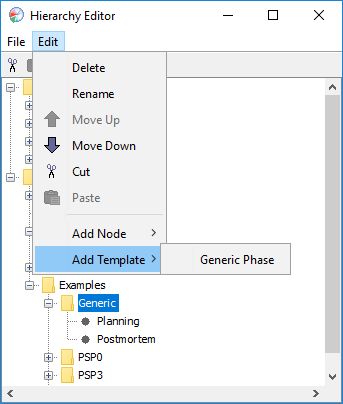 Hierarchy Editor
File Edit
Delete
Rename
Move Up
Move Down
Cut
Paste
Add Node
Add Template
Generic Phase
Examples
Generic
Planning
Postmortem
PSP0
PSP3